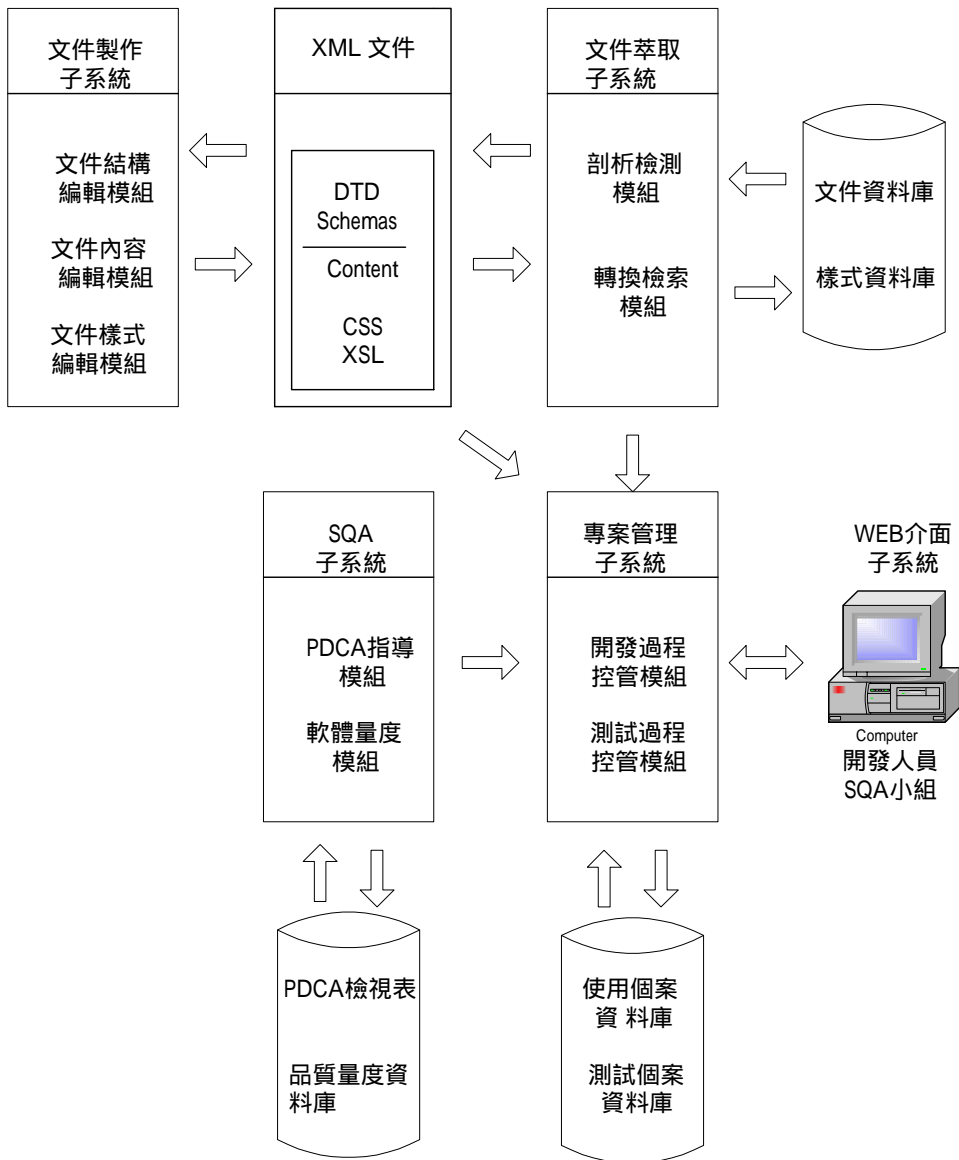 文件製作
子系統
文件結構
編輯模組
文件內容
編輯模組
文件樣式
編輯模組
XML 文件
DTD
Schemas
Content
CSS
XSL
文件萃取
子系統
剖析檢測
模組
轉換檢索
模組
文件資料庫
樣式資料庫
SQA
子系統
PDCA指導
模組
軟體量度
模組
專案管理
子系統
開發過程
控管模組
測試過程
控管模組
WEB介面
子系統
Computer
開發人員
SQA小組
PDCA檢視表
品質量度資
料庫
使用個案
資 料庫
測試個案
資料庫